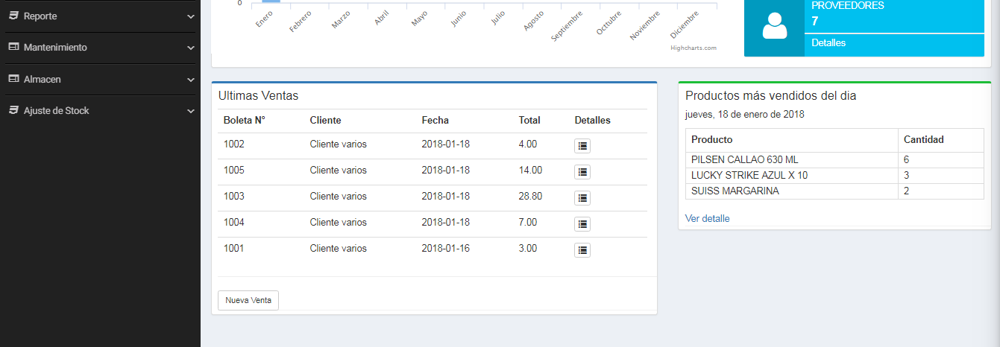 Reporte
Mantenimiento
Almacen
Ajuste de Stock
0
Enero
Febrero
Marzo
Abril
Mayo
Junio
Julio
Agosto
Septiembre
Octtubre
Noviembre
Diciembre
Highcharts.com
PROVEEDORES
7
Detalles
Ultimas Ventas
Boleta N° Cliente Fecha Total Detalles
1002 Cliente varios 2018-01-18 4.00
1005 Cliente varios 2018-01-18 14.00
1003 Cliente varios 2018-01-18 28.80
1004 Cliente varios 2018-01-18 7.00
1001 Cliente varios 2018-01-16 3.00
Nueva Venta
Productos más vendidos del dia
jueves, 18 de enero de 2018
Producto Cantidad
PILSEN CALLAO 630 ML 6
LUCKY STRIKE AZUL X 10 3
SUISS MARGARINA 2
Ver detalle